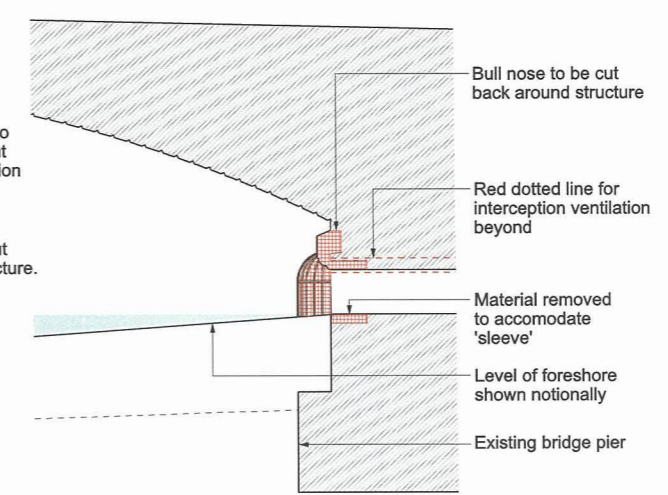 Bull nose to be cut
back around structure
Red dotted line for
interception ventilation
beyond
Material removed
to accomodate
'sleeve'
Level of foreshore
shown notionally
Existing bridge pier